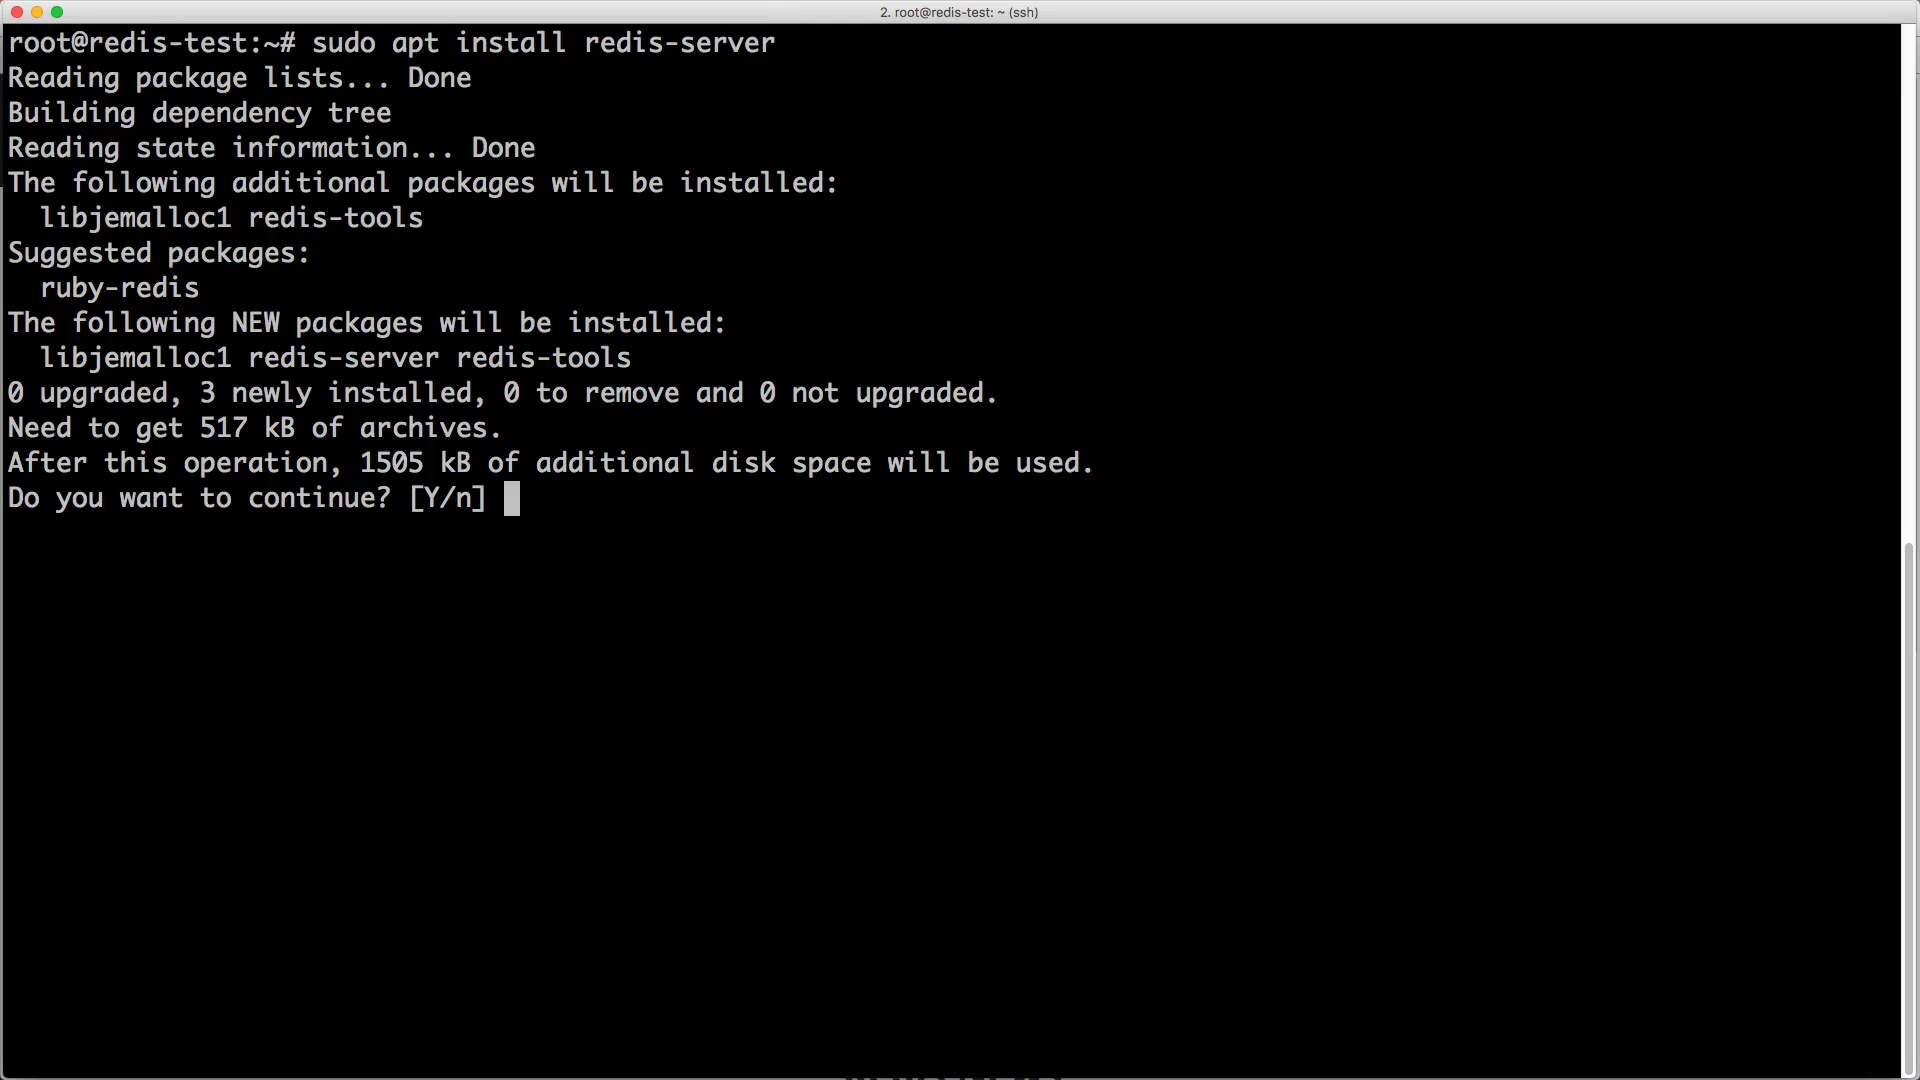 2. root@redis-test: ~ (ssh)
root@redis-test:~# sudo apt install redis-server
Reading package lists... Done
Building dependency tree
Reading state information... Done
The following additional packages will be installed:
  libjemalloc1 redis-tools
Suggested packages:
  ruby-redis
The following NEW packages will be installed:
  libjemalloc1 redis-server redis-tools
0 upgraded, 3 newly installed, 0 to remove and 0 not upgraded.
Need to get 517 kB of archives.
After this operation, 1505 kB of additional disk space will be used.
Do you want to continue? [Y/n]